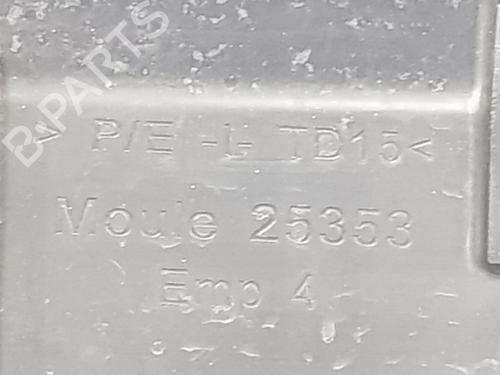 B-PARTS
> P/E -I- TD15<
Moule 25353
Emp 4